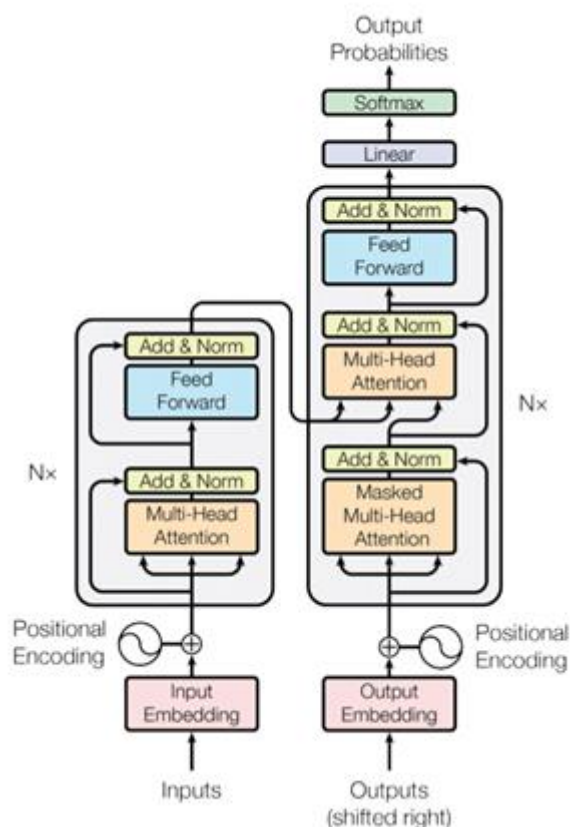 Output
Probabilities
Softmax
Linear
Add & Norm
Feed
Forward
Add & Norm
Multi-Head
Attention
Add & Norm
Masked
Multi-Head
Attention
Nx
Add & Norm
Feed
Forward
Add & Norm
Multi-Head
Attention
Nx
Positional
Encoding
Positional
Encoding
Input
Embedding
Output
Embedding
Inputs
Outputs
(shifted right)